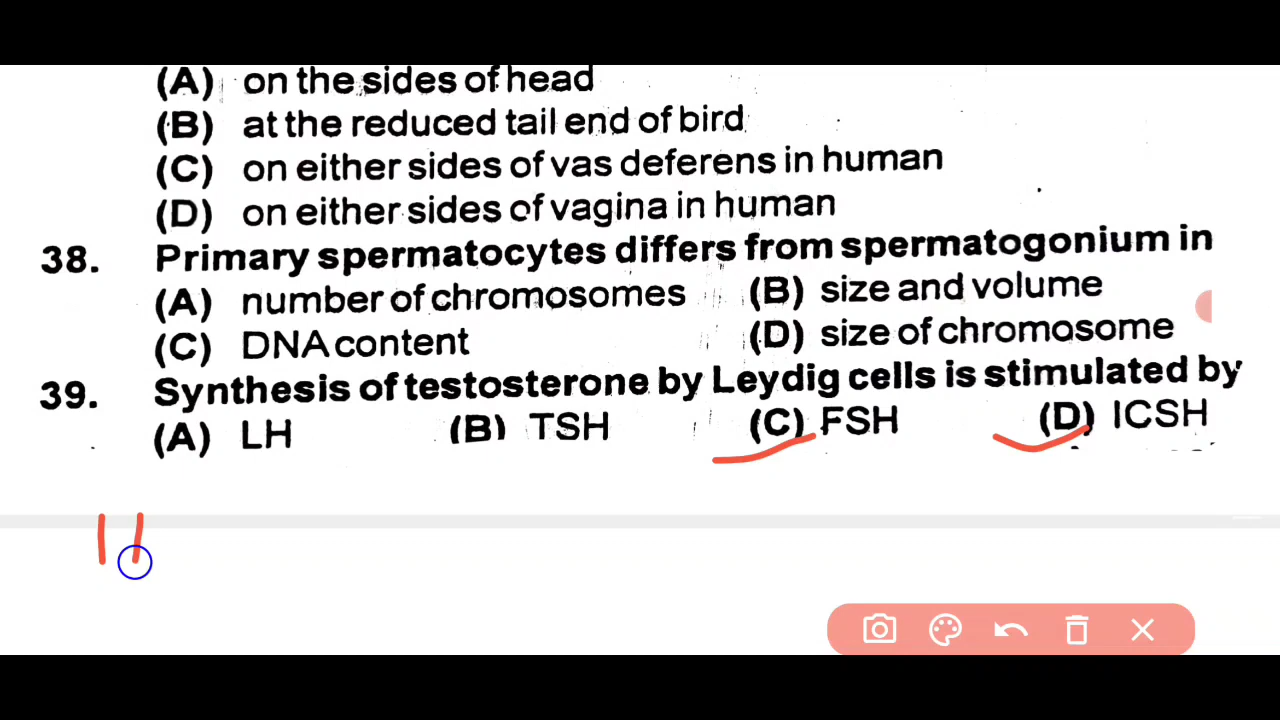 (A) on the sides of head
(B) at the reduced tail end of bird
(C) on either sides of vas deferens in human
(D) on either sides of vagina in human
38. Primary spermatocytes differs from spermatogonium in
(A) number of chromosomes (B) size and volume
(C) DNA content (D) size of chromosome
39. Synthesis of testosterone by Leydig cells is stimulated by
(A) LH (B) TSH (C) FSH (D) ICSH